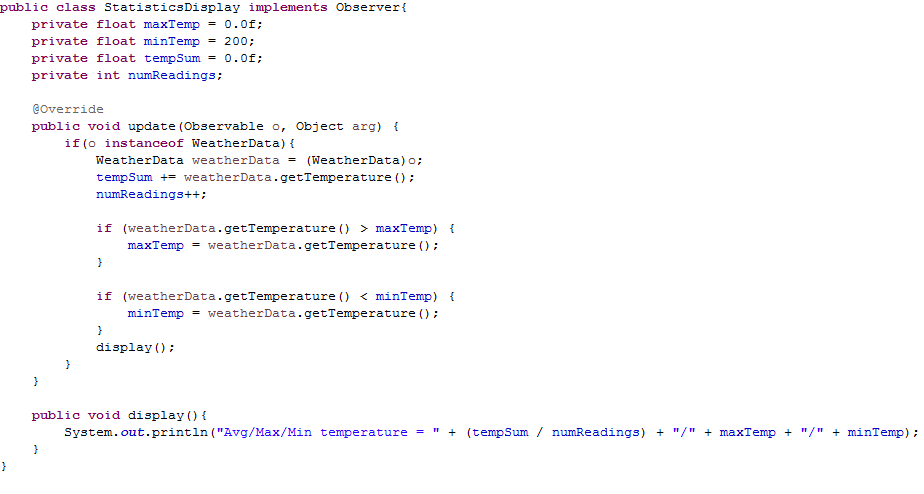 public class StatisticsDisplay implements Observer{
    private float maxTemp = 0.0f;
    private float minTemp = 200;
    private float tempSum = 0.0f;
    private int numReadings;

    @Override
    public void update(Observable o, Object arg) {
        if(o instanceof WeatherData){
            WeatherData weatherData = (WeatherData)o;
            tempSum += weatherData.getTemperature();
            numReadings++;

            if (weatherData.getTemperature() > maxTemp) {
                maxTemp = weatherData.getTemperature();
            }

            if (weatherData.getTemperature() < minTemp) {
                minTemp = weatherData.getTemperature();
            }
            display();
        }
    }

    public void display(){
        System.out.println("Avg/Max/Min temperature = " + (tempSum / numReadings) + "/" + maxTemp + "/" + minTemp);
    }
}